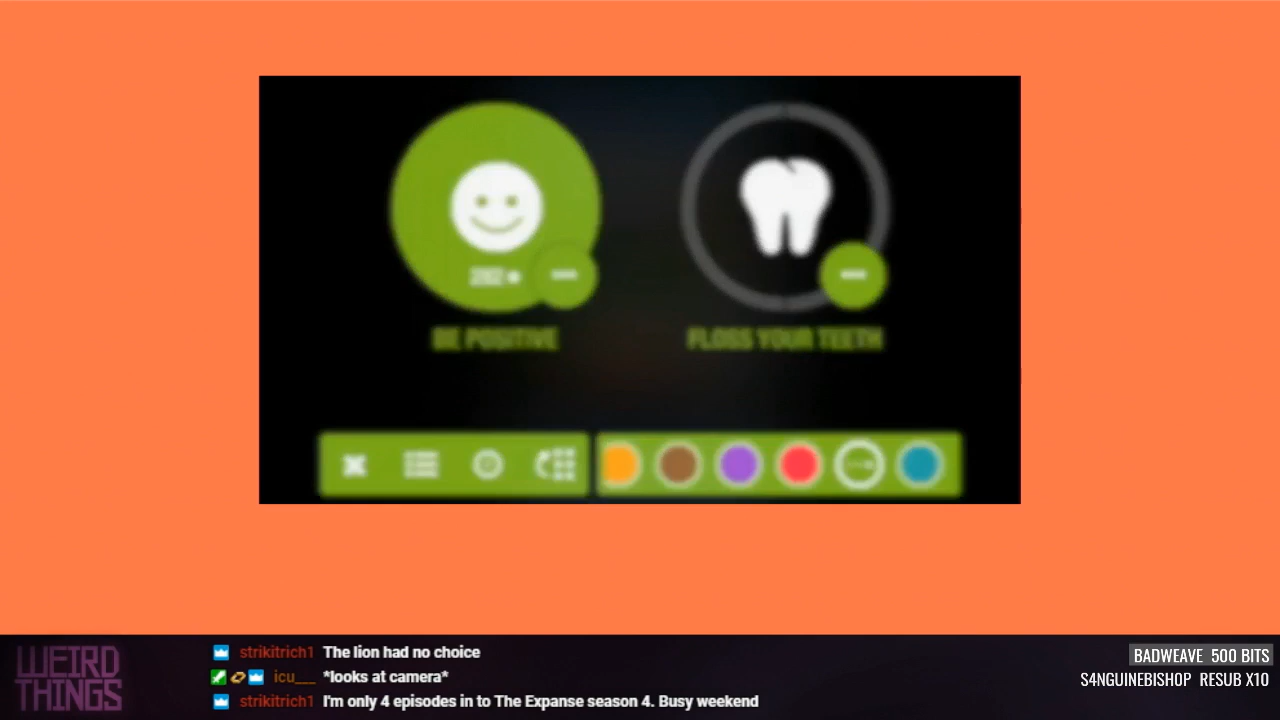 BE POSITIVE
FLOSS YOUR TEETH
WEIRD
THINGS
strikitrich1 The lion had no choice
icu___ *looks at camera*
strikitrich1 I'm only 4 episodes in to The Expanse season 4. Busy weekend
BADWEAVE 500 BITS
S4NGUINEBISHOP RESUB X10